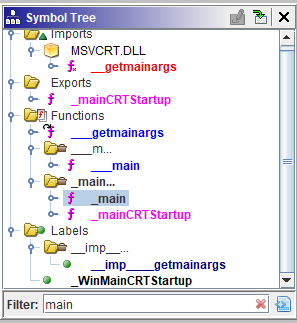 Symbol Tree
Imports
MSVCRT.DLL
__getmainargs
Exports
_mainCRTStartup
Functions
___getmainargs
___m...
___main
_main...
_main
_mainCRTStartup
Labels
__imp__...
__imp____getmainargs
_WinMainCRTStartup
Filter: main